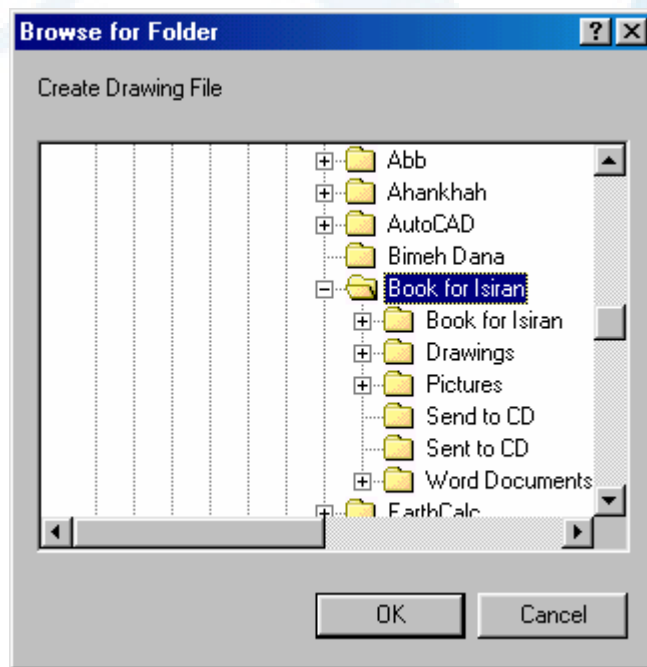 Browse for Folder
Create Drawing File
Abb
Ahankhah
AutoCAD
Bimeh Dana
Book for Isiran
Book for Isiran
Drawings
Pictures
Send to CD
Sent to CD
Word Documents
EarthCalc
OK Cancel